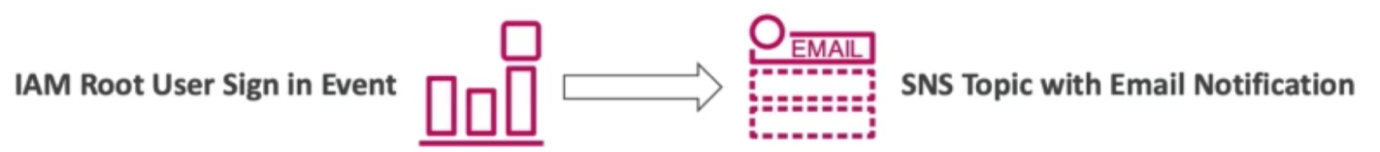 IAM Root User Sign in Event
EMAIL
SNS Topic with Email Notification